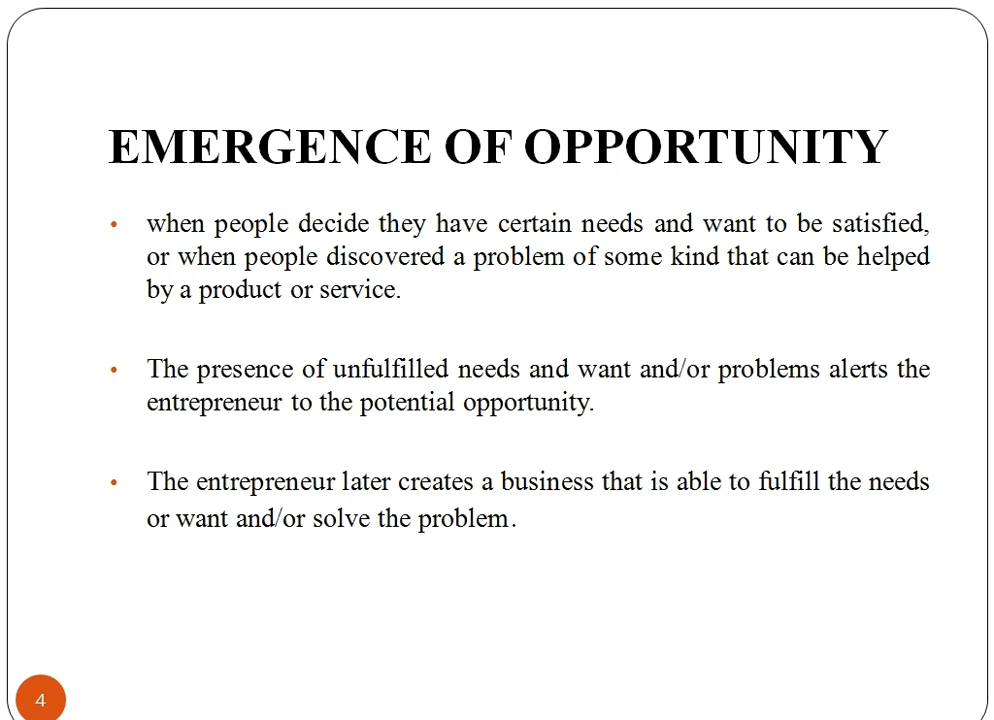 EMERGENCE OF OPPORTUNITY
• when people decide they have certain needs and want to be satisfied,
or when people discovered a problem of some kind that can be helped
by a product or service.
• The presence of unfulfilled needs and want and/or problems alerts the
entrepreneur to the potential opportunity.
• The entrepreneur later creates a business that is able to fulfill the needs
or want and/or solve the problem.
4